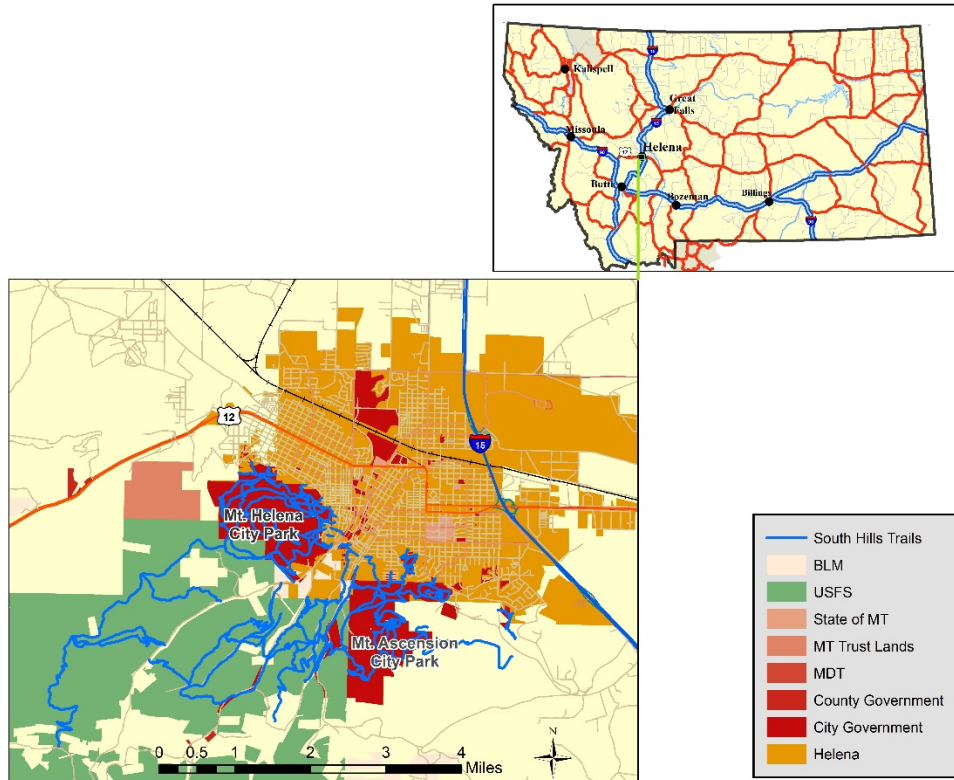 Kalispell
Great
Falls
Missoula
Helena
Butte
Bozeman
Billings
12
15
Mt. Helena
City Park
Mt. Ascension
City Park
N
0 0.5 1 2 3 4
Miles
South Hills Trails
BLM
USFS
State of MT
MT Trust Lands
MDT
County Government
City Government
Helena